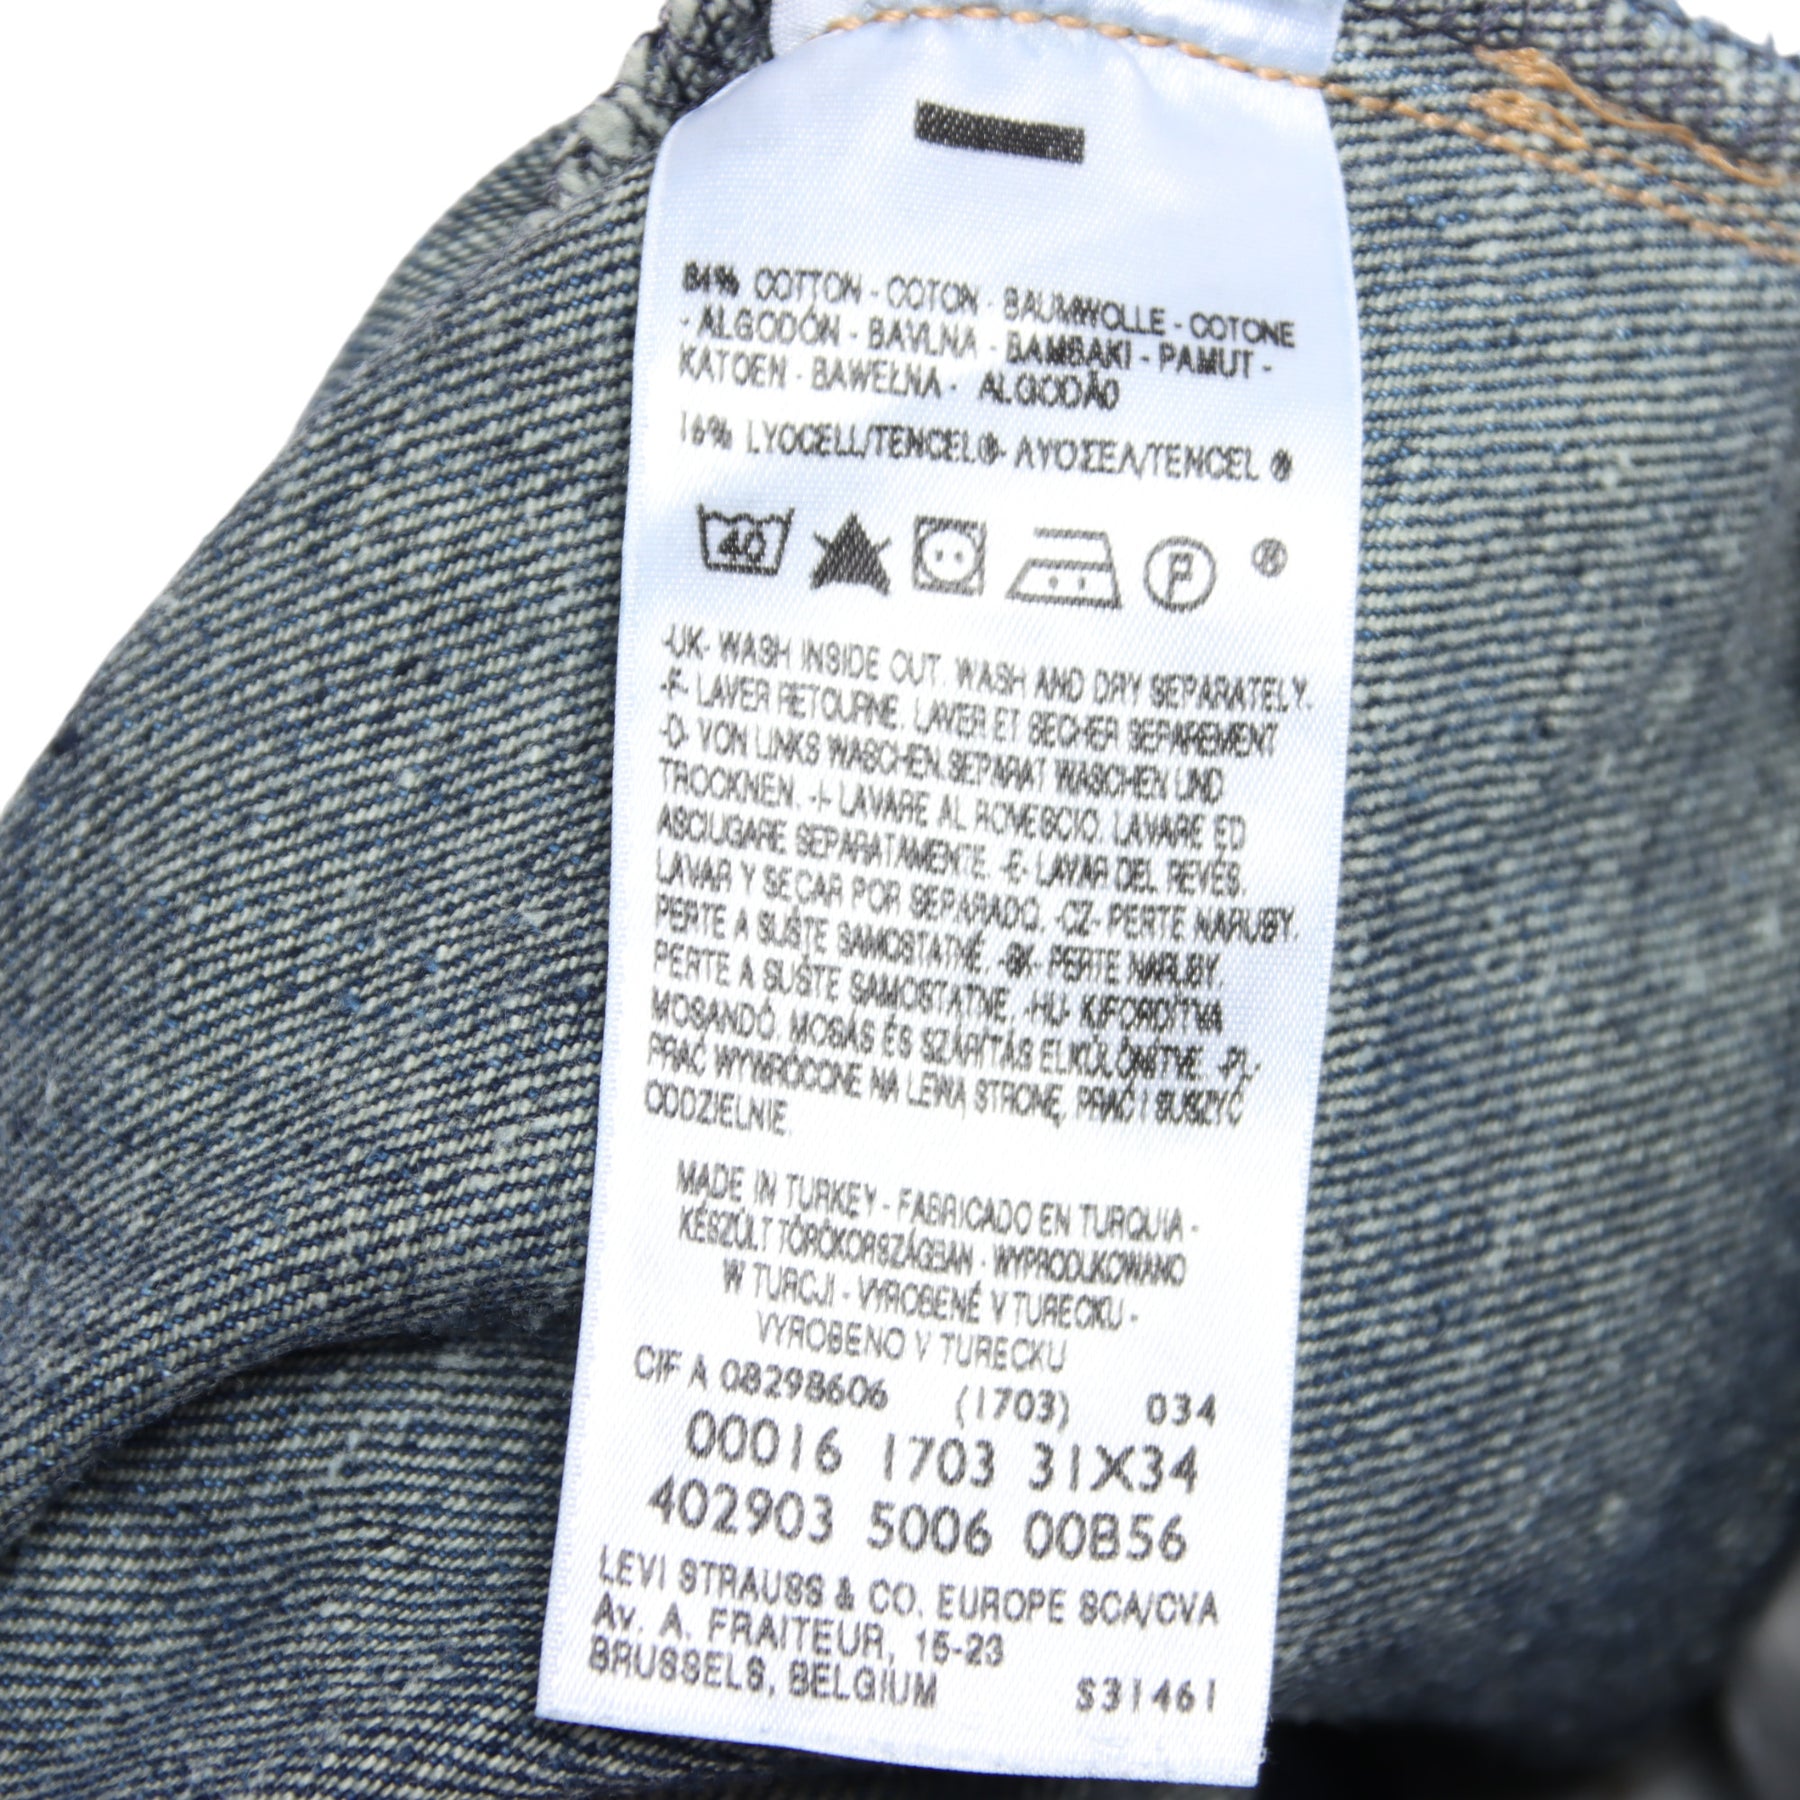 84% COTTON - COTON - BAUMWOLLE - COTONE
- ALGODÓN - BAVLNA - BAMBAKI - PAMUT -
KATOEN - BAWEŁNA - ALGODÃO
16% LYOCELL/TENCEL®- ΛΥΟΣΕΛ/TENCEL ®
40 P ®
-UK- WASH INSIDE OUT. WASH AND DRY SEPARATELY.
-F- LAVER RETOURNE. LAVER ET SECHER SEPAREMENT
-D- VON LINKS WASCHEN.SEPARAT WASCHEN UND
TROCKNEN. -I- LAVARE AL ROVESCIO. LAVARE ED
ASCIUGARE SEPARATAMENTE. -E- LAVAR DEL REVÉS.
LAVAR Y SECAR POR SEPARADO. -CZ- PERTE NARUBY.
PERTE A SUŠTE SAMOSTATNĚ. -SK- PERTE NARUBY.
PERTE A SUŠTE SAMOSTATNE. -HU- KIFORDÍTVA
MOSANDÓ. MOSÁS ÉS SZÁRÍTÁS ELKÜLÖNÍTVE. -PL-
PRAĆ WYWRÓCONE NA LEWĄ STRONĘ, PRAĆ I SUSZYĆ
ODDZIELNIE.
MADE IN TURKEY - FABRICADO EN TURQUIA -
KÉSZÜLT TÖRÖKORSZÁGBAN - WYPRODUKOWANO
W TURCJI - VYROBENÉ V TURECKU -
VYROBENO V TURECKU
CIF A 08298606 (1703) 034
00016 1703 31X34
402903 5006 00B56
LEVI STRAUSS & CO. EUROPE SCA/CVA
Av. A. FRAITEUR, 15-23
BRUSSELS, BELGIUM S31461